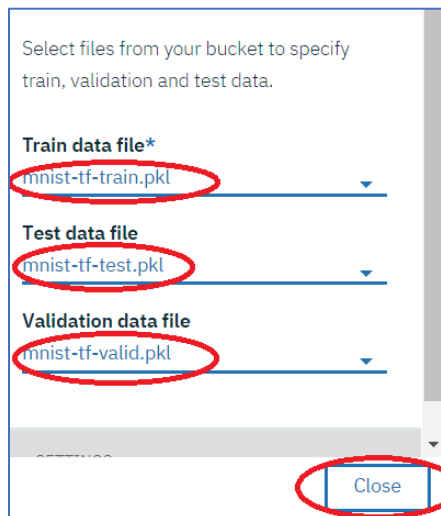 Select files from your bucket to specify
train, validation and test data.
Train data file*
mnist-tf-train.pkl
Test data file
mnist-tf-test.pkl
Validation data file
mnist-tf-valid.pkl
Close